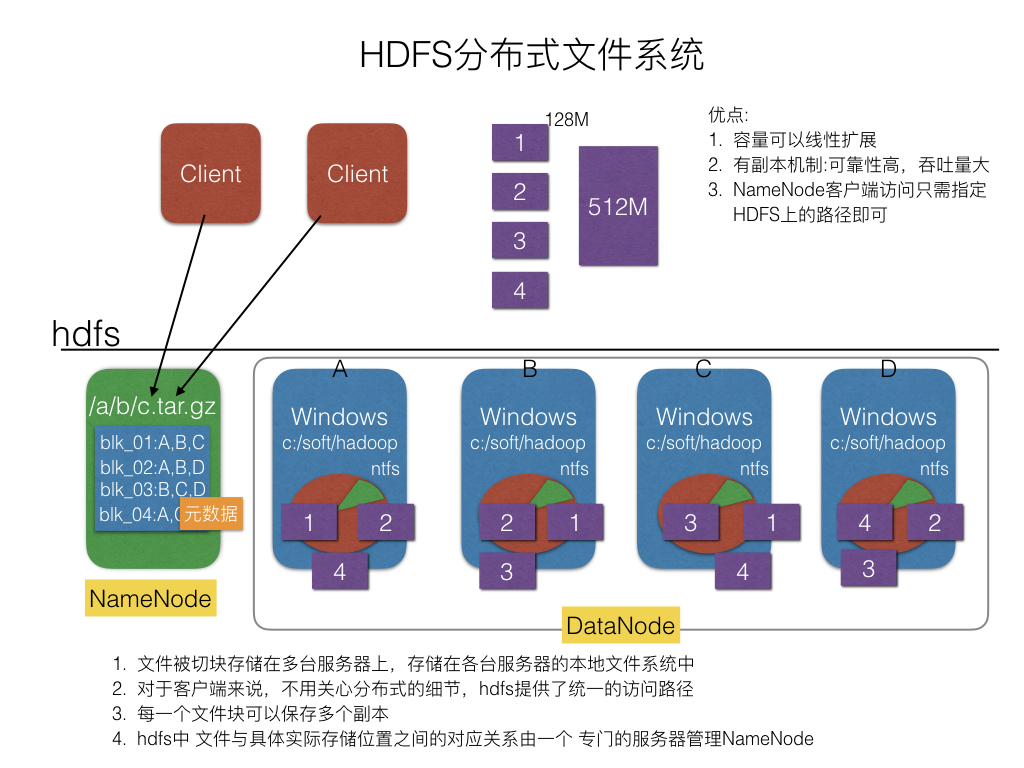 HDFS分布式文件系统
Client
Client
128M
1
2
3
4
512M
优点:
1. 容量可以线性扩展
2. 有副本机制:可靠性高，吞吐量大
3. NameNode客户端访问只需指定
HDFS上的路径即可
hdfs
/a/b/c.tar.gz
blk_01:A,B,C
blk_02:A,B,D
blk_03:B,C,D
blk_04:A,C
元数据
NameNode
A
Windows
c:/soft/hadoop
ntfs
1
2
4
B
Windows
c:/soft/hadoop
ntfs
2
1
3
C
Windows
c:/soft/hadoop
ntfs
3
1
4
D
Windows
c:/soft/hadoop
ntfs
4
2
3
DataNode
1. 文件被切块存储在多台服务器上，存储在各台服务器的本地文件系统中
2. 对于客户端来说，不用关心分布式的细节，hdfs提供了统一的访问路径
3. 每一个文件块可以保存多个副本
4. hdfs中 文件与具体实际存储位置之间的对应关系由一个 专门的服务器管理NameNode